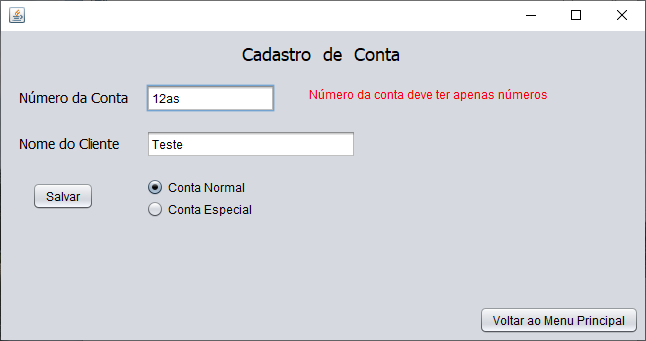 Cadastro de Conta
Número da Conta
12as
Número da conta deve ter apenas números
Nome do Cliente
Teste
Salvar
Conta Normal
Conta Especial
Voltar ao Menu Principal